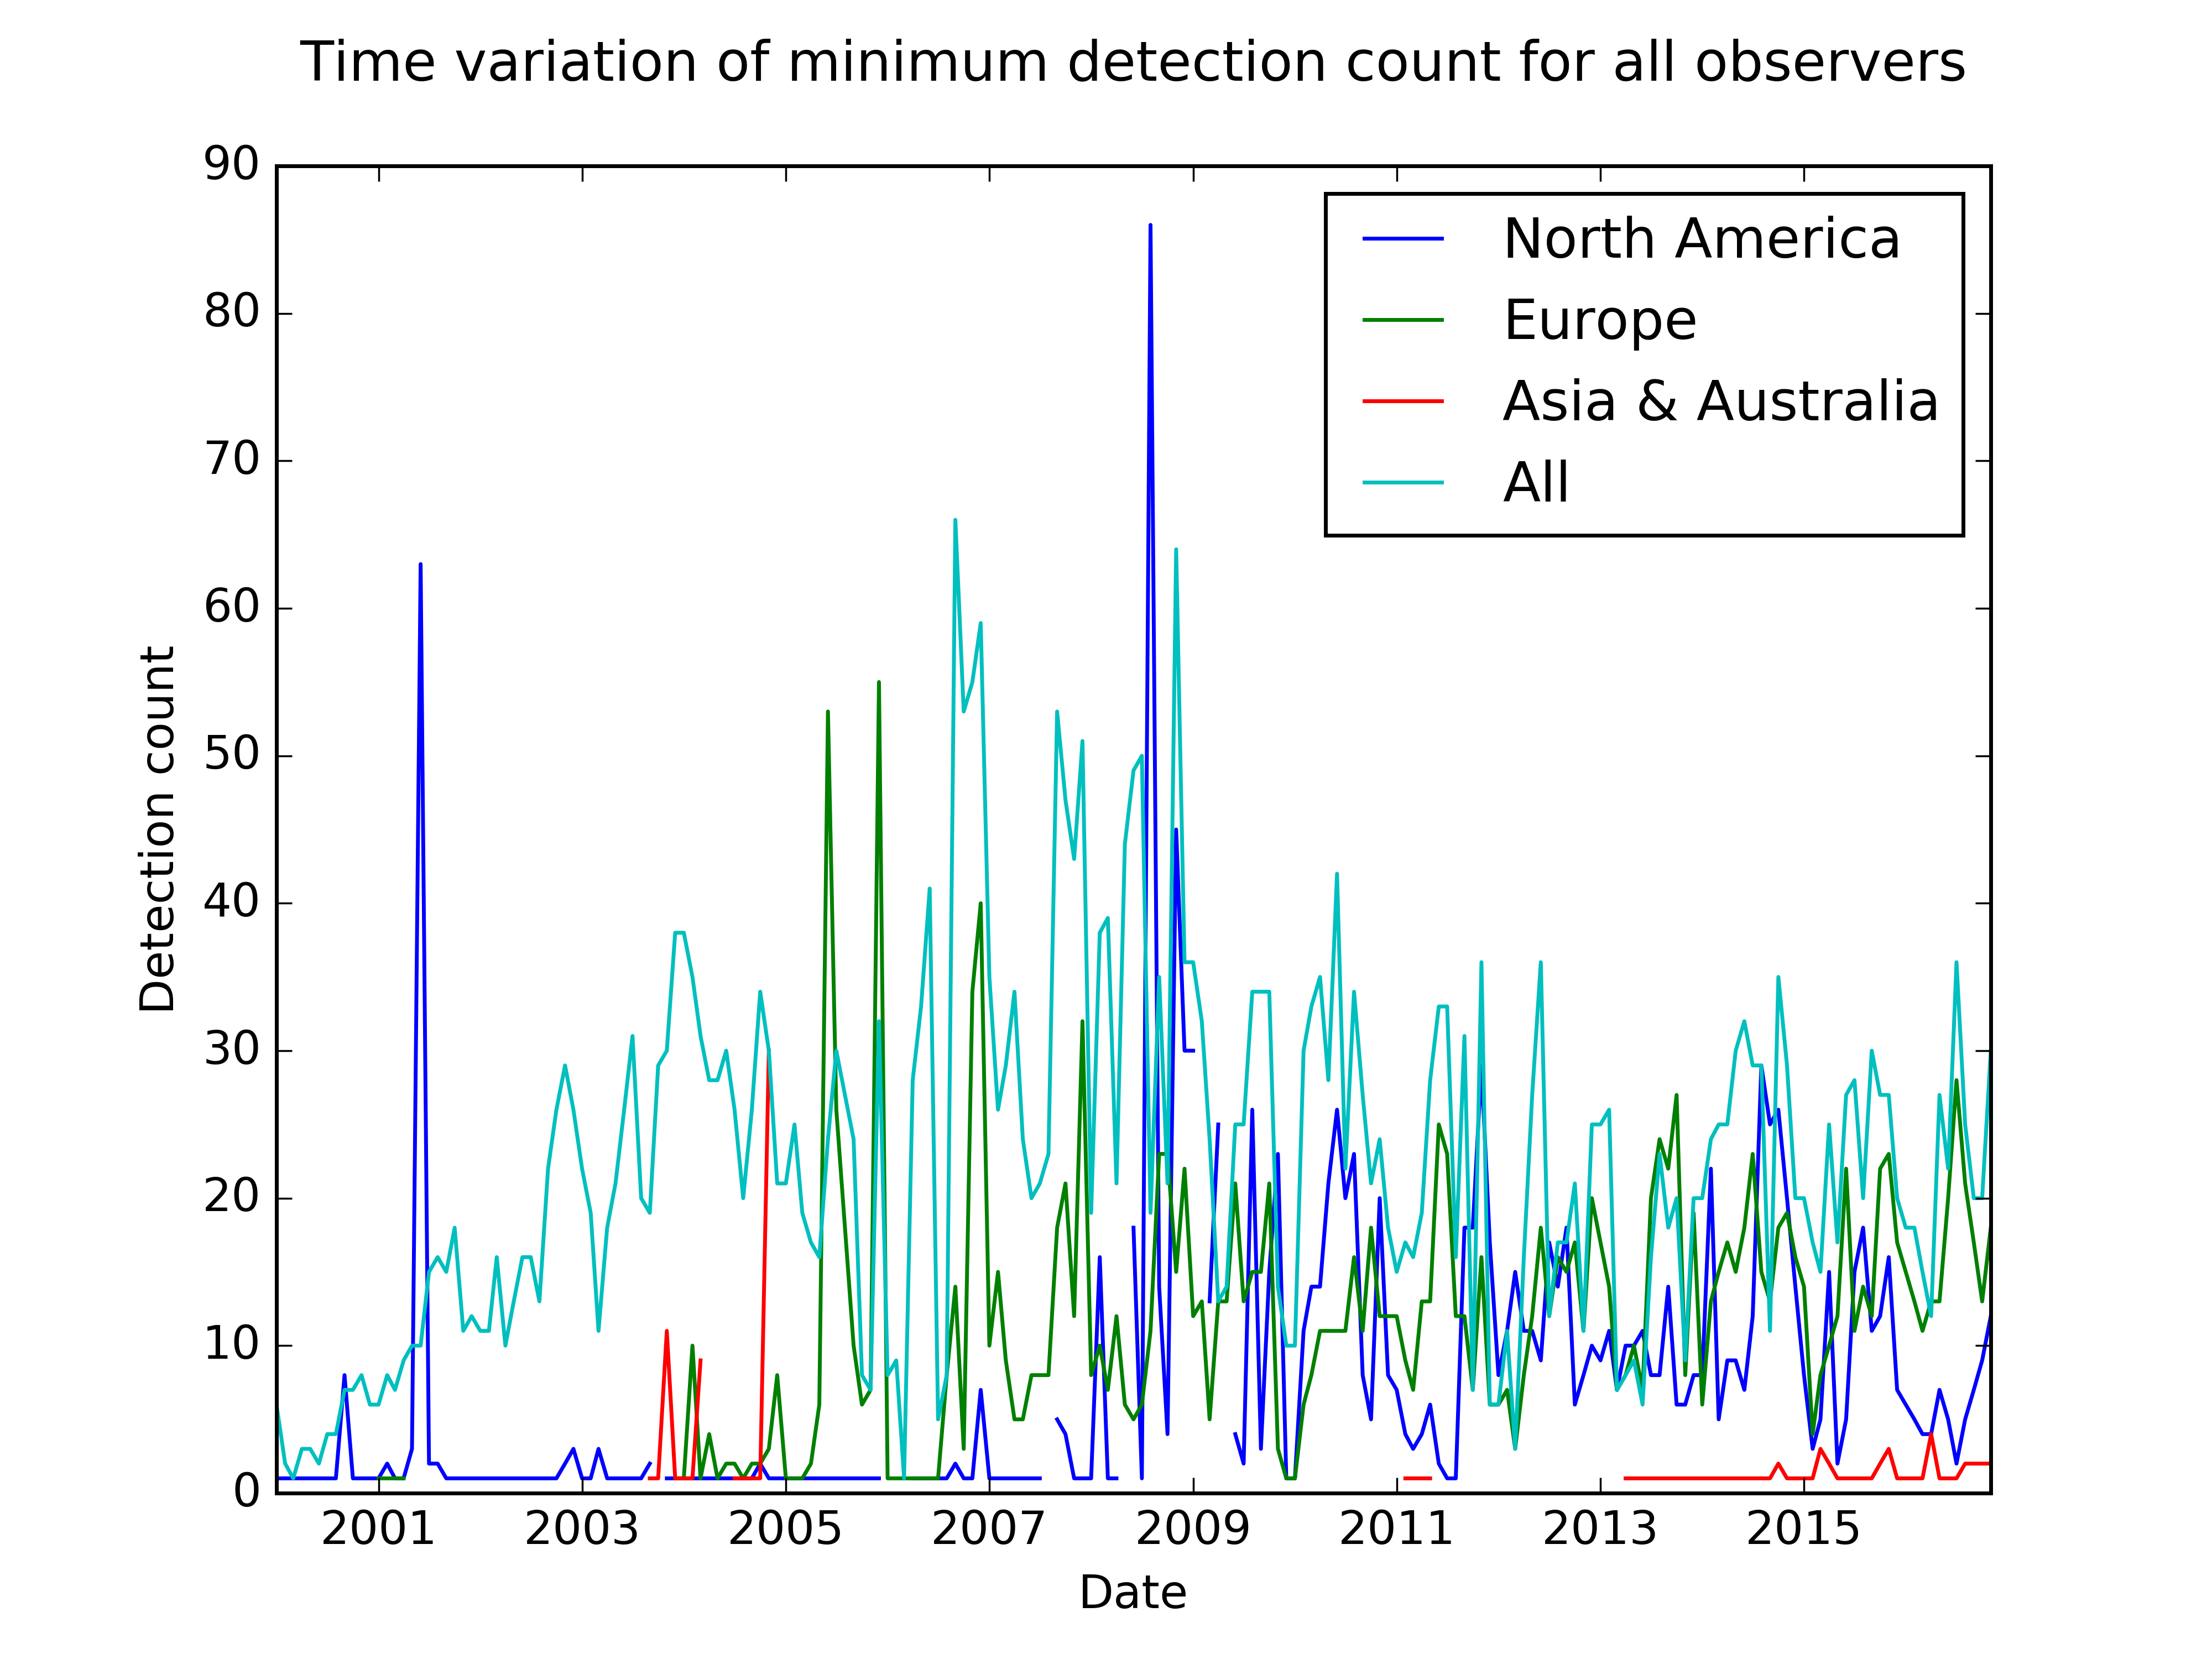 Time variation of minimum detection count for all observers
90
80
70
60
50
40
30
20
10
0
Detection count
North America
Europe
Asia & Australia
All
2001 2003 2005 2007 2009 2011 2013 2015
Date